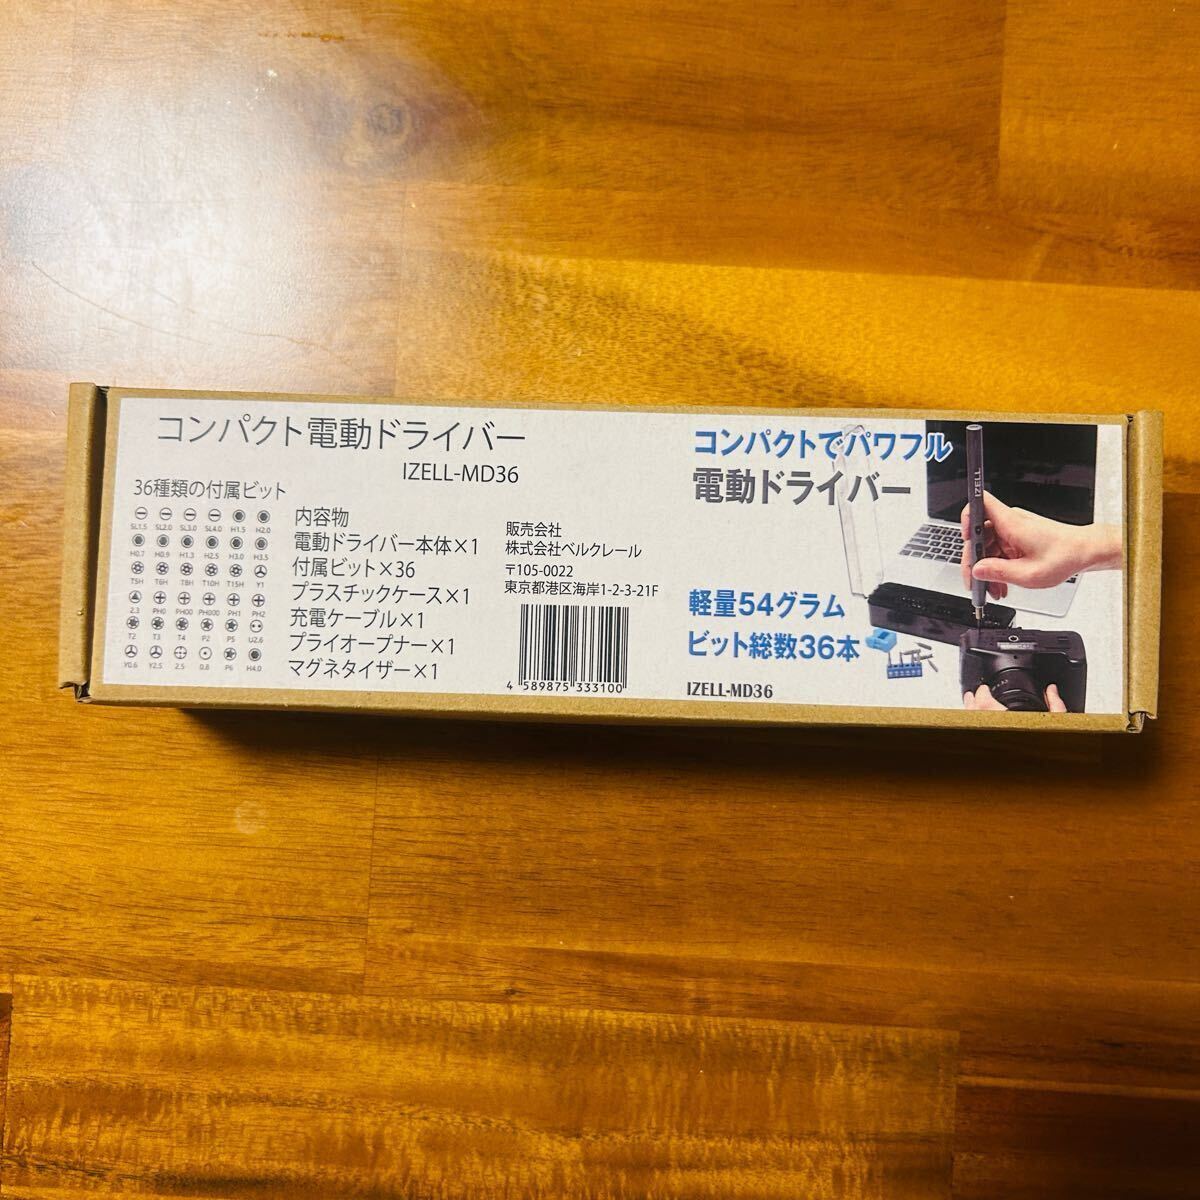 コンパクト電動ドライバー
IZELL-MD36
36種類の付属ビット
SL1.5 SL2.0 SL3.0 SL4.0 H1.5 H2.0
H0.7 H0.9 H1.3 H2.5 H3.0 H3.5
T5H T6H T8H T10H T15H Y1
2.3 PH0 PH00 PH000 PH1 PH2
T2 T3 T4 P2 P5 U2.6
Y0.6 Y2.5 2.5 0.8 P6 H4.0
内容物
電動ドライバー本体×1
付属ビット×36
プラスチックケース×1
充電ケーブル×1
プライオープナー×1
マグネタイザー×1
販売会社
株式会社ベルクレール
〒105-0022
東京都港区海岸1-2-3-21F
4 589875 333100
コンパクトでパワフル
電動ドライバー
IZELL
軽量54グラム
ビット総数36本
IZELL-MD36